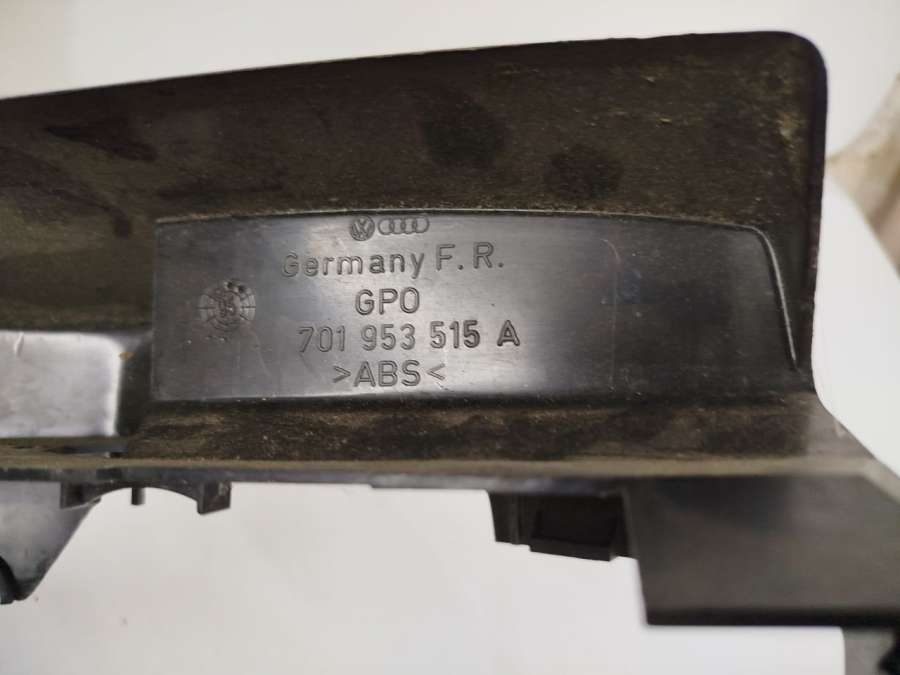 Germany F. R.
GPO
701 953 515 A
>ABS<